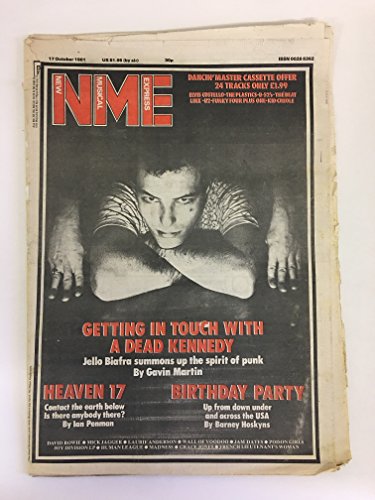 17 October 1981 US $1.95 (by air) 30p ISSN 0028-6362
NEW
MUSICAL
EXPRESS
NME
DANCIN' MASTER CASSETTE OFFER
24 TRACKS ONLY £1.99
ELVIS COSTELLO·THE PLASTICS·B-52's·THE BEAT
LINX·U2·FUNKY FOUR PLUS ONE·KID CREOLE
GETTING IN TOUCH WITH
A DEAD KENNEDY
Jello Biafra summons up the spirit of punk
By Gavin Martin
HEAVEN 17
Contact the earth below
Is there anybody there?
By Ian Penman
BIRTHDAY PARTY
Up from down under
and across the USA
By Barney Hoskyns
DAVID BOWIE · MICK JAGGER · LAURIE ANDERSON · WALL OF VOODOO · JAM DATES · POISON GIRLS
JOY DIVISION LP · HUMAN LEAGUE · MADNESS · GRACE JONES · FRENCH LIEUTENANT'S WOMAN